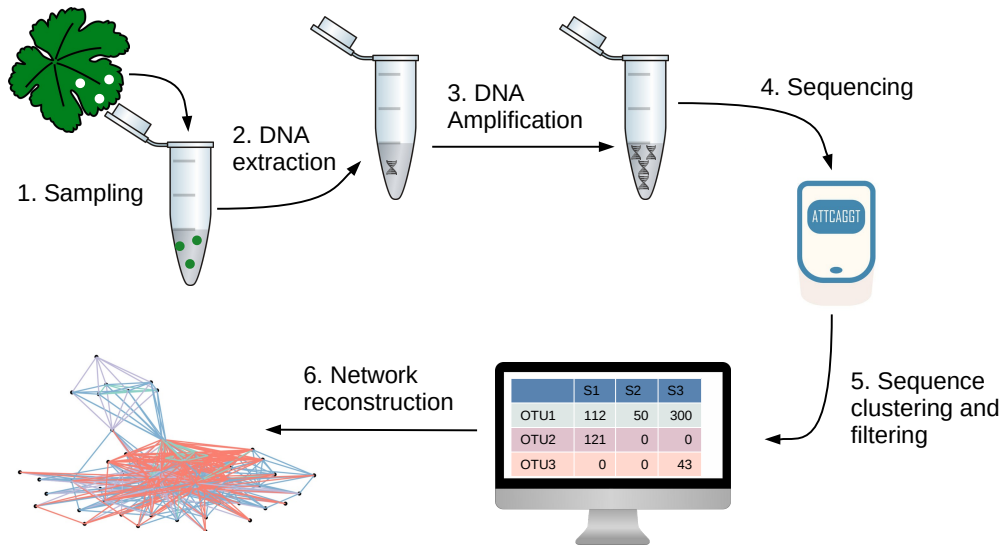 1. Sampling
2. DNA
extraction
3. DNA
Amplification
4. Sequencing
ATTCAGGT
5. Sequence
clustering and
filtering
S1 S2 S3
OTU1 112 50 300
OTU2 121 0 0
OTU3 0 0 43
6. Network
reconstruction